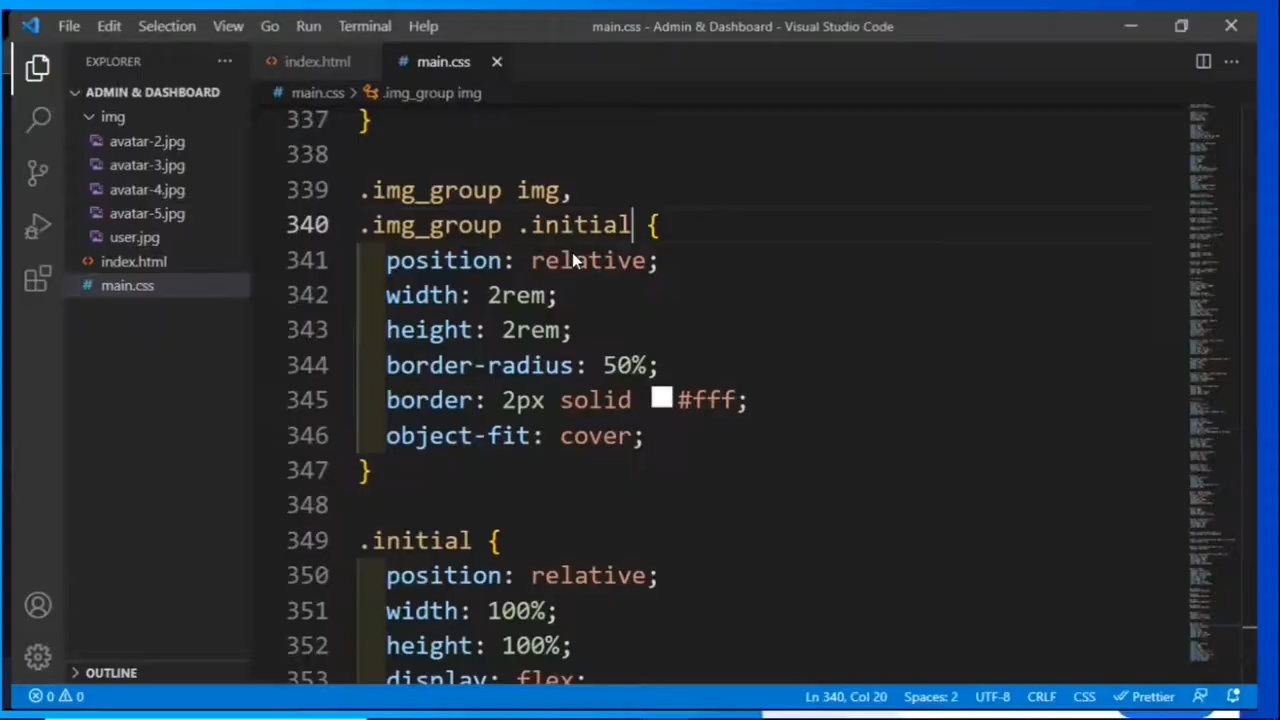 File Edit Selection View Go Run Terminal Help main.css - Admin & Dashboard - Visual Studio Code
EXPLORER
index.html
main.css
ADMIN & DASHBOARD
img
avatar-2.jpg
avatar-3.jpg
avatar-4.jpg
avatar-5.jpg
user.jpg
index.html
main.css
OUTLINE
main.css > .img_group img
337 }
338
339 .img_group img,
340 .img_group .initial {
341 position: relative;
342 width: 2rem;
343 height: 2rem;
344 border-radius: 50%;
345 border: 2px solid #fff;
346 object-fit: cover;
347 }
348
349 .initial {
350 position: relative;
351 width: 100%;
352 height: 100%;
353 display: flex;
0 0 Ln 340, Col 20 Spaces: 2 UTF-8 CRLF CSS Prettier